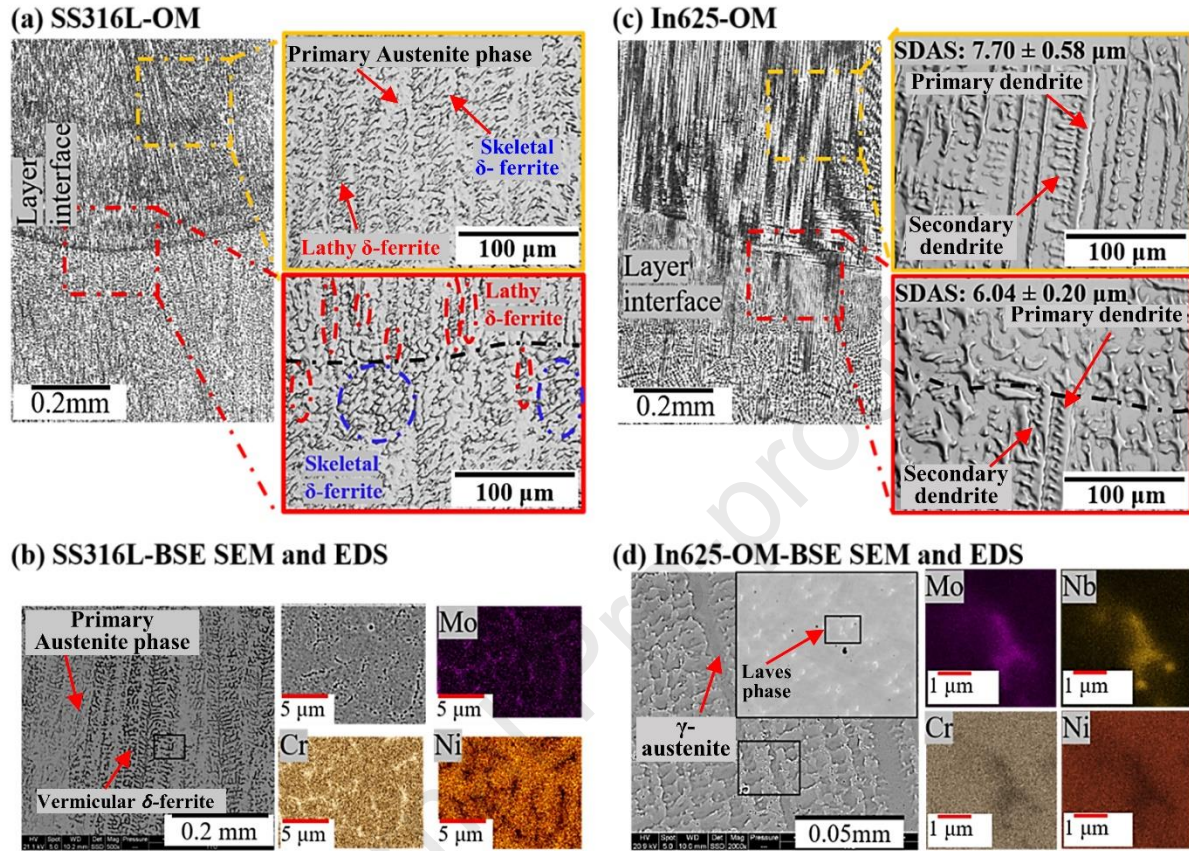 (a) SS316L-OM
Layer
interface
0.2mm
Primary Austenite phase
Skeletal
δ- ferrite
Lathy δ-ferrite
100 μm
Lathy
δ-ferrite
Skeletal
δ-ferrite
100 μm
(c) In625-OM
Layer
interface
0.2mm
SDAS: 7.70 ± 0.58 μm
Primary dendrite
Secondary
dendrite
100 μm
SDAS: 6.04 ± 0.20 μm
Primary dendrite
Secondary
dendrite
100 μm
(b) SS316L-BSE SEM and EDS
Primary
Austenite phase
Vermicular δ-ferrite
0.2 mm
5 μm
Mo
5 μm
Cr
5 μm
Ni
5 μm
(d) In625-OM-BSE SEM and EDS
Laves
phase
γ-
austenite
0.05mm
Mo
1 μm
Nb
1 μm
Cr
1 μm
Ni
1 μm